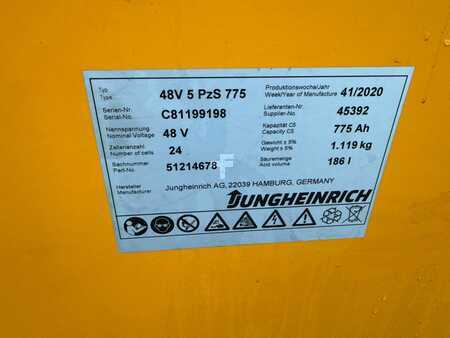 Typ
Type
48V 5 PzS 775
Produktionswoche/Jahr
Week/Year of Manufacture
41/2020
Serien-Nr.
Serial-No.
C81199198
Lieferanten-Nr.
Supplier-No.
45392
Nennspannung
Nominal Voltage
48 V
Kapazität C5
Capacity C5
775 Ah
Zellenanzahl
Number of cells
24
Gewicht ± 5%
Weight ± 5%
1.119 kg
Sachnummer
Part-No.
51214678
Säuremenge
Acid volume
186 l
Hersteller
Manufacturer
Jungheinrich AG, 22039 HAMBURG, GERMANY
JUNGHEINRICH
F